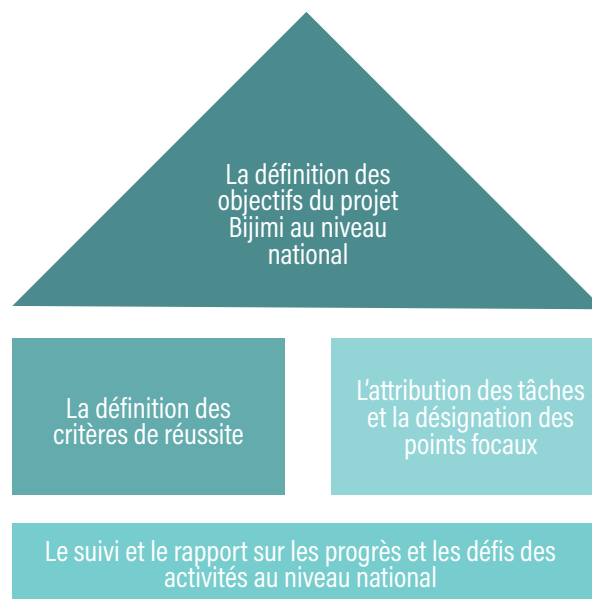 La définition des
objectifs du projet
Bijimi au niveau
national
La définition des
critères de réussite
L'attribution des tâches
et la désignation des
points focaux
Le suivi et le rapport sur les progrès et les défis des
activités au niveau national